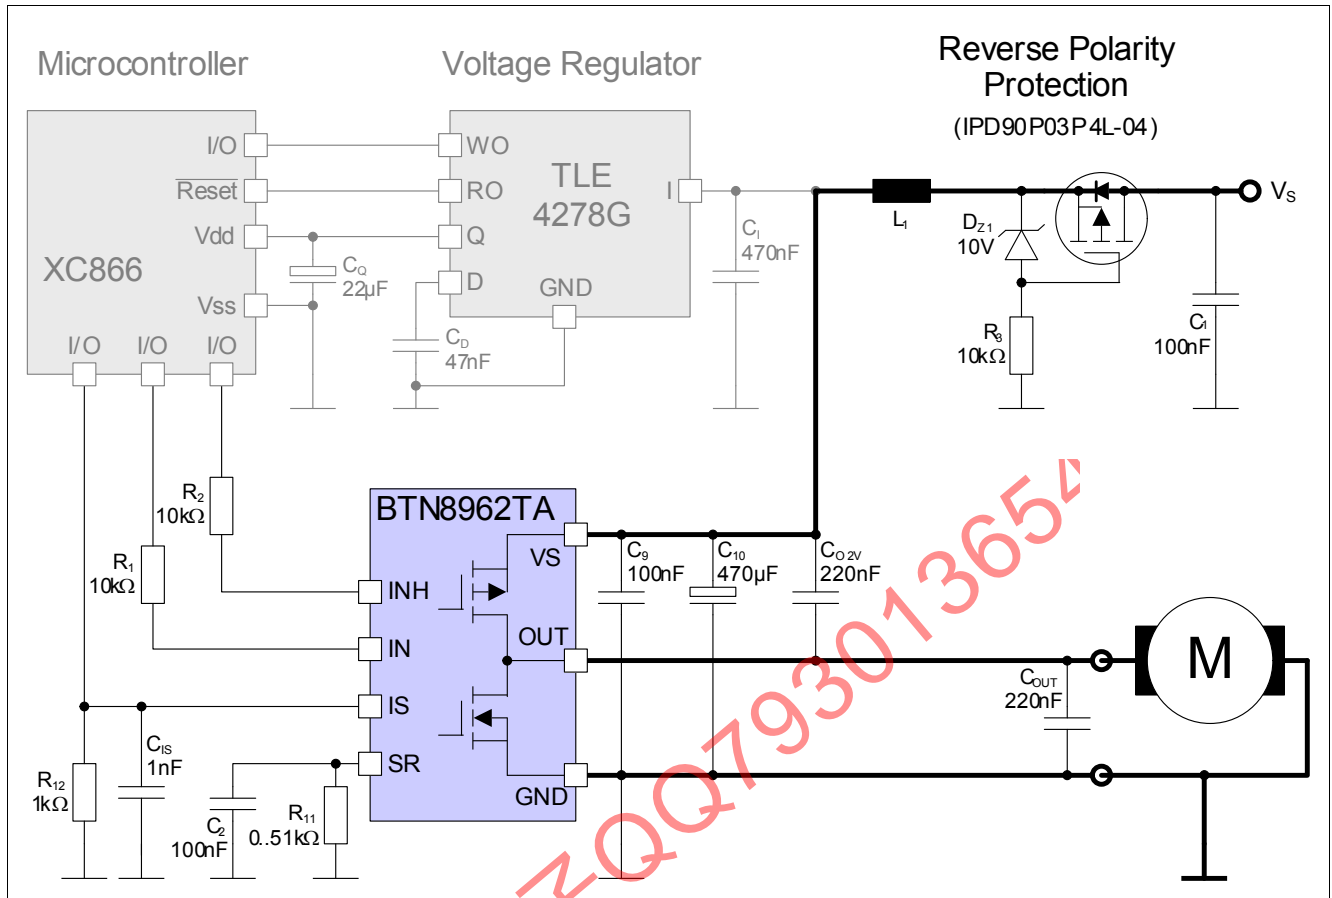 Microcontroller
Voltage Regulator
Reverse Polarity
Protection
(IPD90P03P4L-04)
I/O
Reset
Vdd
Vss
XC866
I/O
I/O
I/O
WO
RO
Q
D
TLE
4278G
I
GND
CQ
22µF
CD
47nF
CI
470nF
L1
DZ1
10V
R3
10kΩ
C1
100nF
VS
R2
10kΩ
R1
10kΩ
BTN8962TA
VS
INH
IN
IS
SR
OUT
GND
C9
100nF
C10
470µF
CO2V
220nF
COUT
220nF
M
CIS
1nF
R12
1kΩ
C2
100nF
R11
0..51kΩ
ZQQ793013654